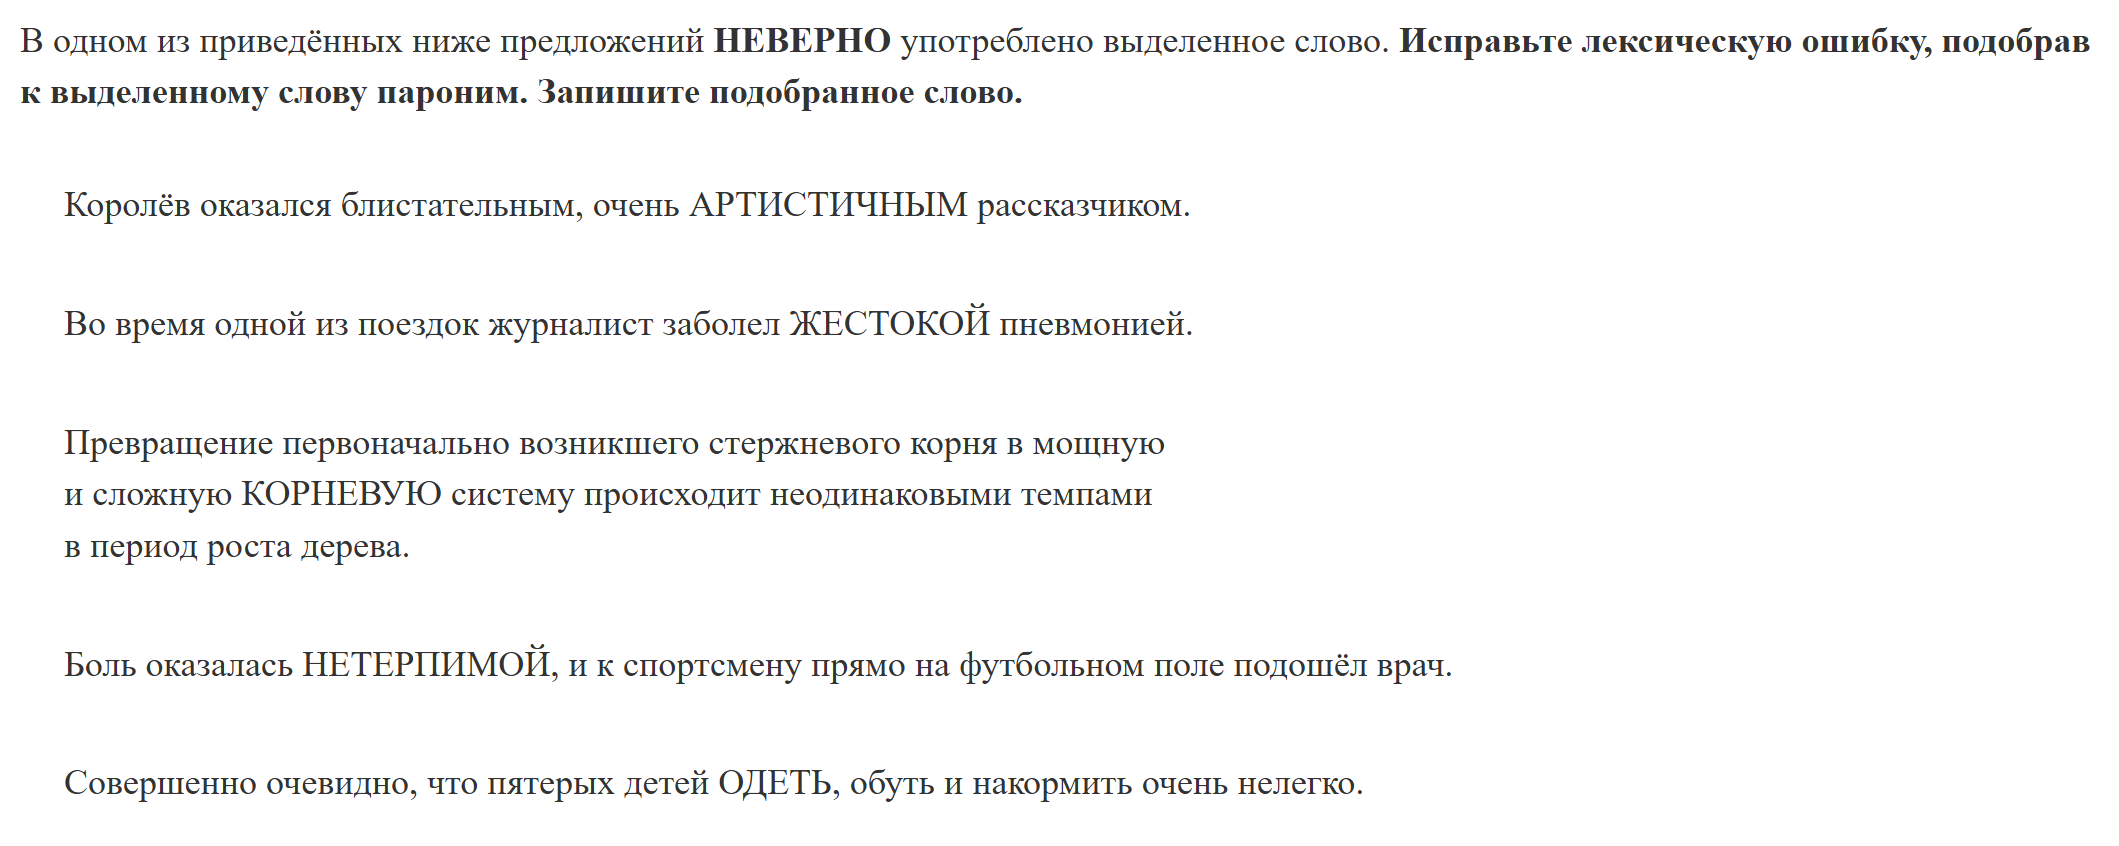 В одном из приведённых ниже предложений НЕВЕРНО употреблено выделенное слово. Исправьте лексическую ошибку, подобрав
к выделенному слову пароним. Запишите подобранное слово.
Королёв оказался блистательным, очень АРТИСТИЧНЫМ рассказчиком.
Во время одной из поездок журналист заболел ЖЕСТОКОЙ пневмонией.
Превращение первоначально возникшего стержневого корня в мощную
и сложную КОРНЕВУЮ систему происходит неодинаковыми темпами
в период роста дерева.
Боль оказалась НЕТЕРПИМОЙ, и к спортсмену прямо на футбольном поле подошёл врач.
Совершенно очевидно, что пятерых детей ОДЕТЬ, обуть и накормить очень нелегко.